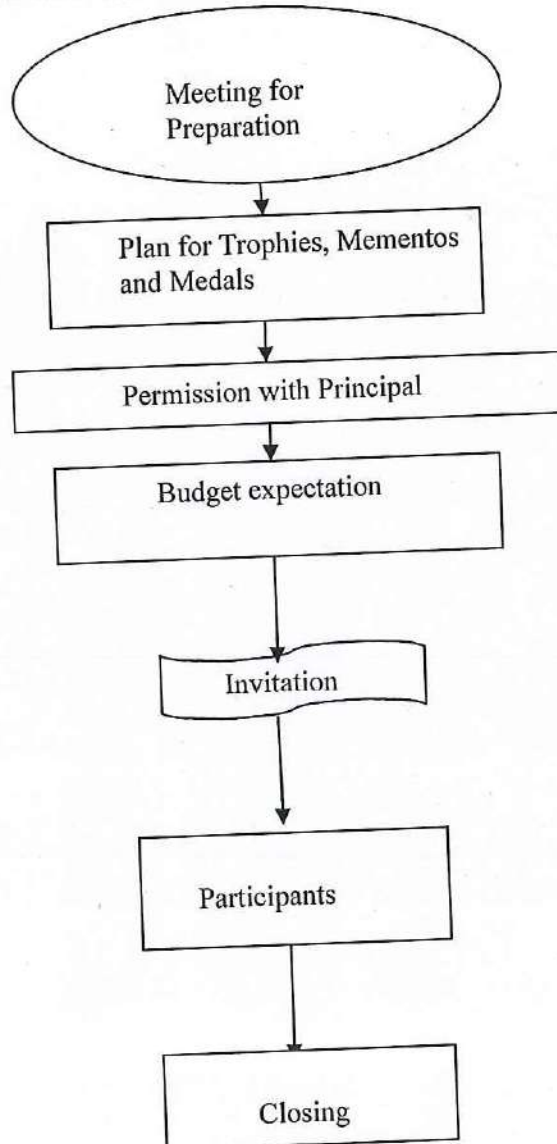 Meeting for
Preparation
Plan for Trophies, Mementos
and Medals
Permission with Principal
Budget expectation
Invitation
Participants
Closing